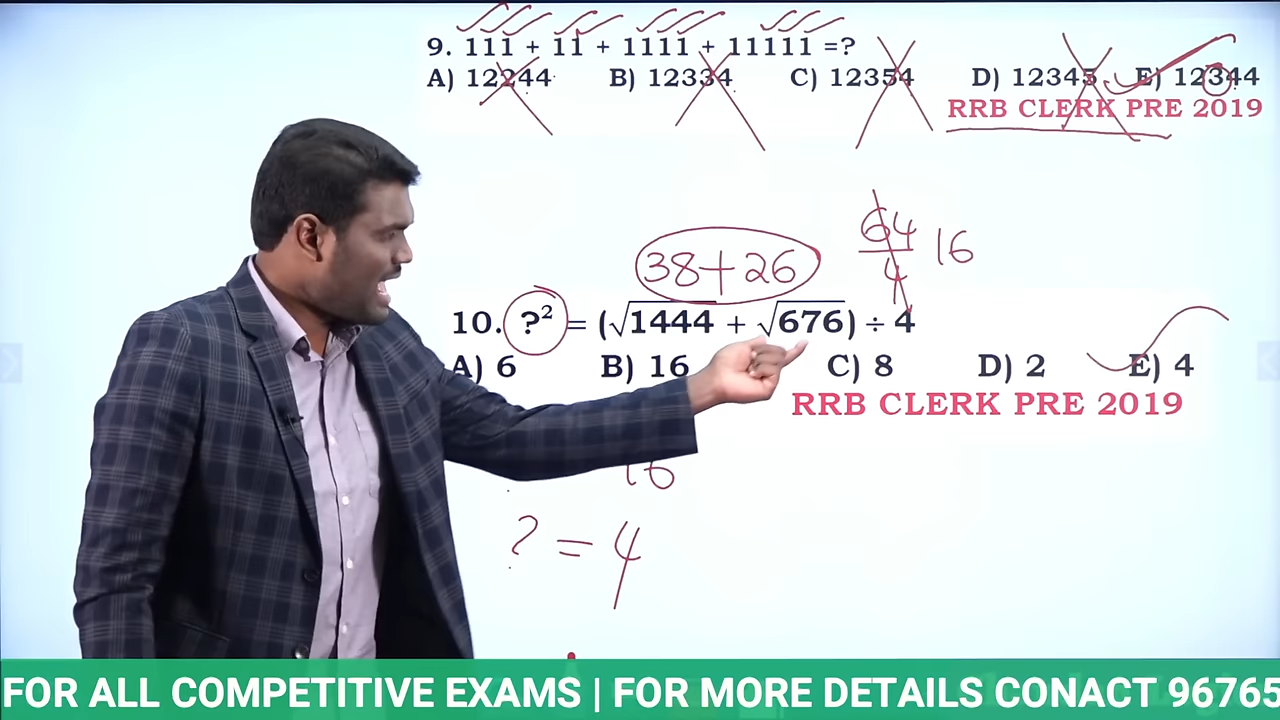 9. 111 + 11 + 1111 + 11111 =?
A) 12244 B) 12334 C) 12354 D) 12345 E) 12344
RRB CLERK PRE 2019
64
4
16
38+26
10. ?² = (√1444 + √676) ÷ 4
A) 6 B) 16 C) 8 D) 2 E) 4
RRB CLERK PRE 2019
16
? = 4
FOR ALL COMPETITIVE EXAMS | FOR MORE DETAILS CONACT 96765